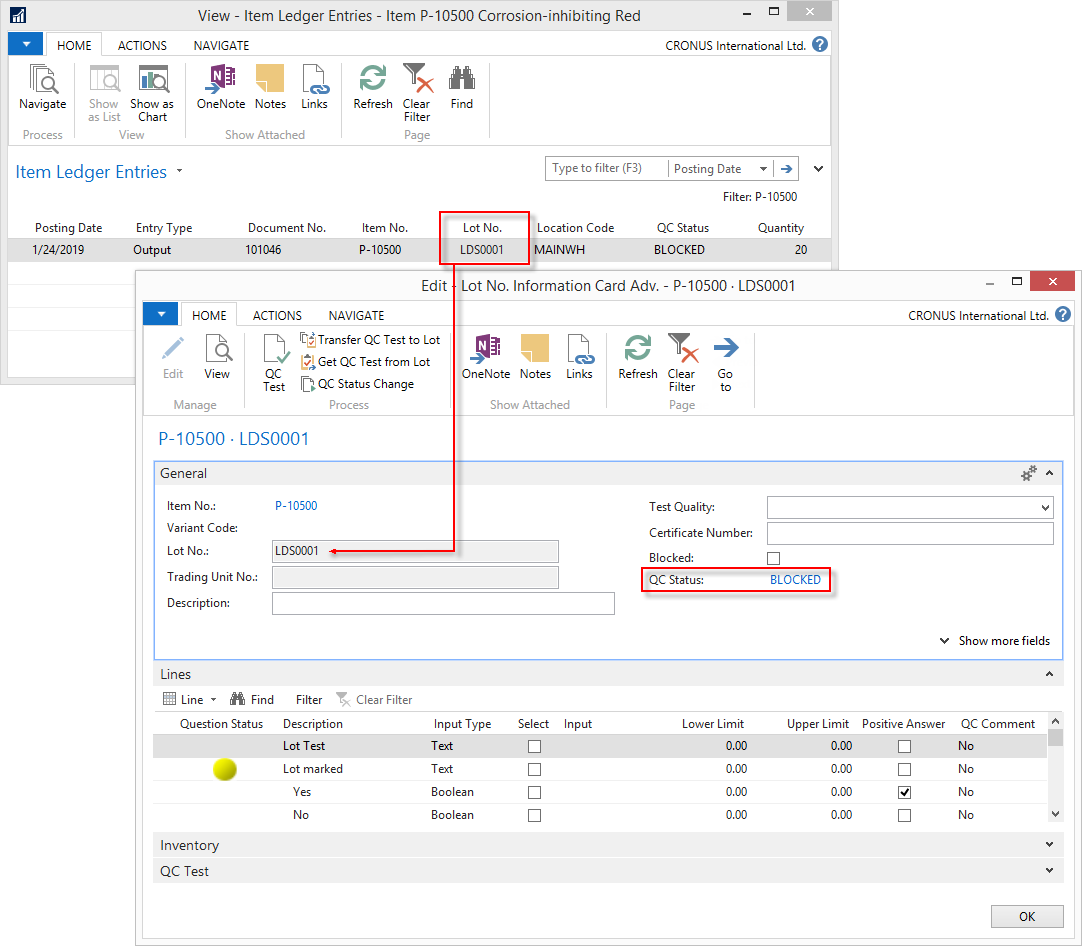 View - Item Ledger Entries - Item P-10500 Corrosion-inhibiting Red
HOME ACTIONS NAVIGATE CRONUS International Ltd. ?
Navigate Show as List Show as Chart OneNote Notes Links Refresh Clear Filter Find
Process View Show Attached Page
Item Ledger Entries Type to filter (F3) Posting Date
Filter: P-10500
Posting Date Entry Type Document No. Item No. Lot No. Location Code QC Status Quantity
1/24/2019 Output 101046 P-10500 LDS0001 MAINWH BLOCKED 20
Edit - Lot No. Information Card Adv. - P-10500 · LDS0001
HOME ACTIONS NAVIGATE CRONUS International Ltd. ?
Edit View QC Test Transfer QC Test to Lot
Get QC Test from Lot
QC Status Change
OneNote Notes Links Refresh Clear Filter Go to
Manage Process Show Attached Page
P-10500 · LDS0001
General
Item No.: P-10500 Test Quality:
Variant Code: Certificate Number:
Lot No.: LDS0001 Blocked:
Trading Unit No.: QC Status: BLOCKED
Description:
Show more fields
Lines
Line Find Filter Clear Filter
Question Status Description Input Type Select Input Lower Limit Upper Limit Positive Answer QC Comment
Lot Test Text 0.00 0.00 No
Lot marked Text 0.00 0.00 No
Yes Boolean 0.00 0.00 No
No Boolean 0.00 0.00 No
Inventory
QC Test
OK